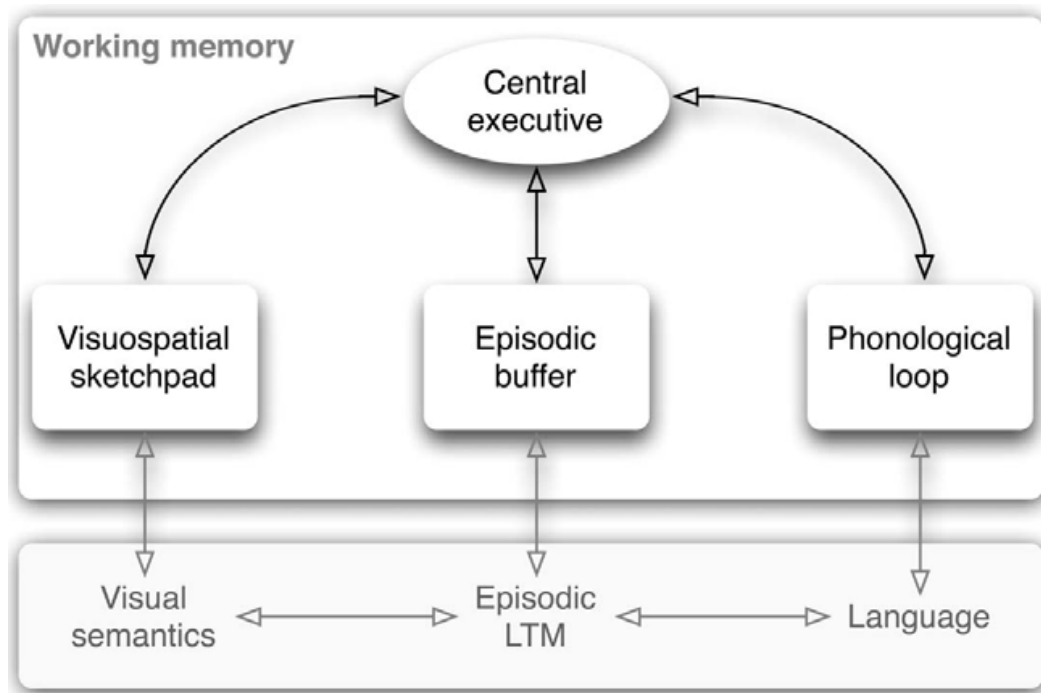 Working memory
Central
executive
Visuospatial
sketchpad
Episodic
buffer
Phonological
loop
Visual
semantics
Episodic
LTM
Language